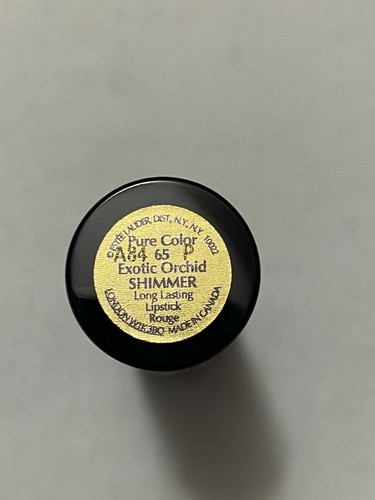 ©ESTÉE LAUDER, DIST., N.Y., N.Y. 10022
Pure Color
A84 65 P
Exotic Orchid
SHIMMER
Long Lasting
Lipstick
Rouge
LONDON W1K 3BQ · MADE IN CANADA